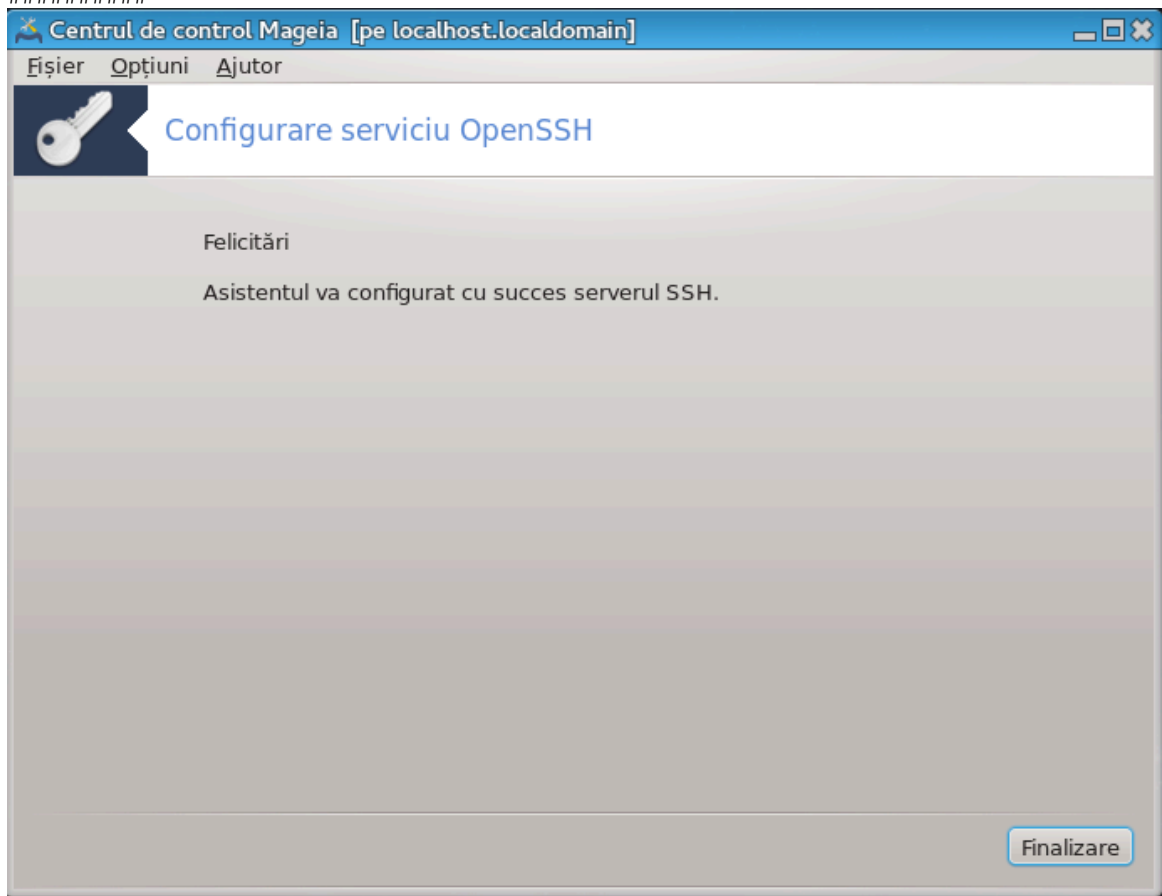 Centrul de control Mageia [pe localhost.localdomain]
Fișier Opțiuni Ajutor
Configurare serviciu OpenSSH
Felicitări
Asistentul va configurat cu succes serverul SSH.
Finalizare